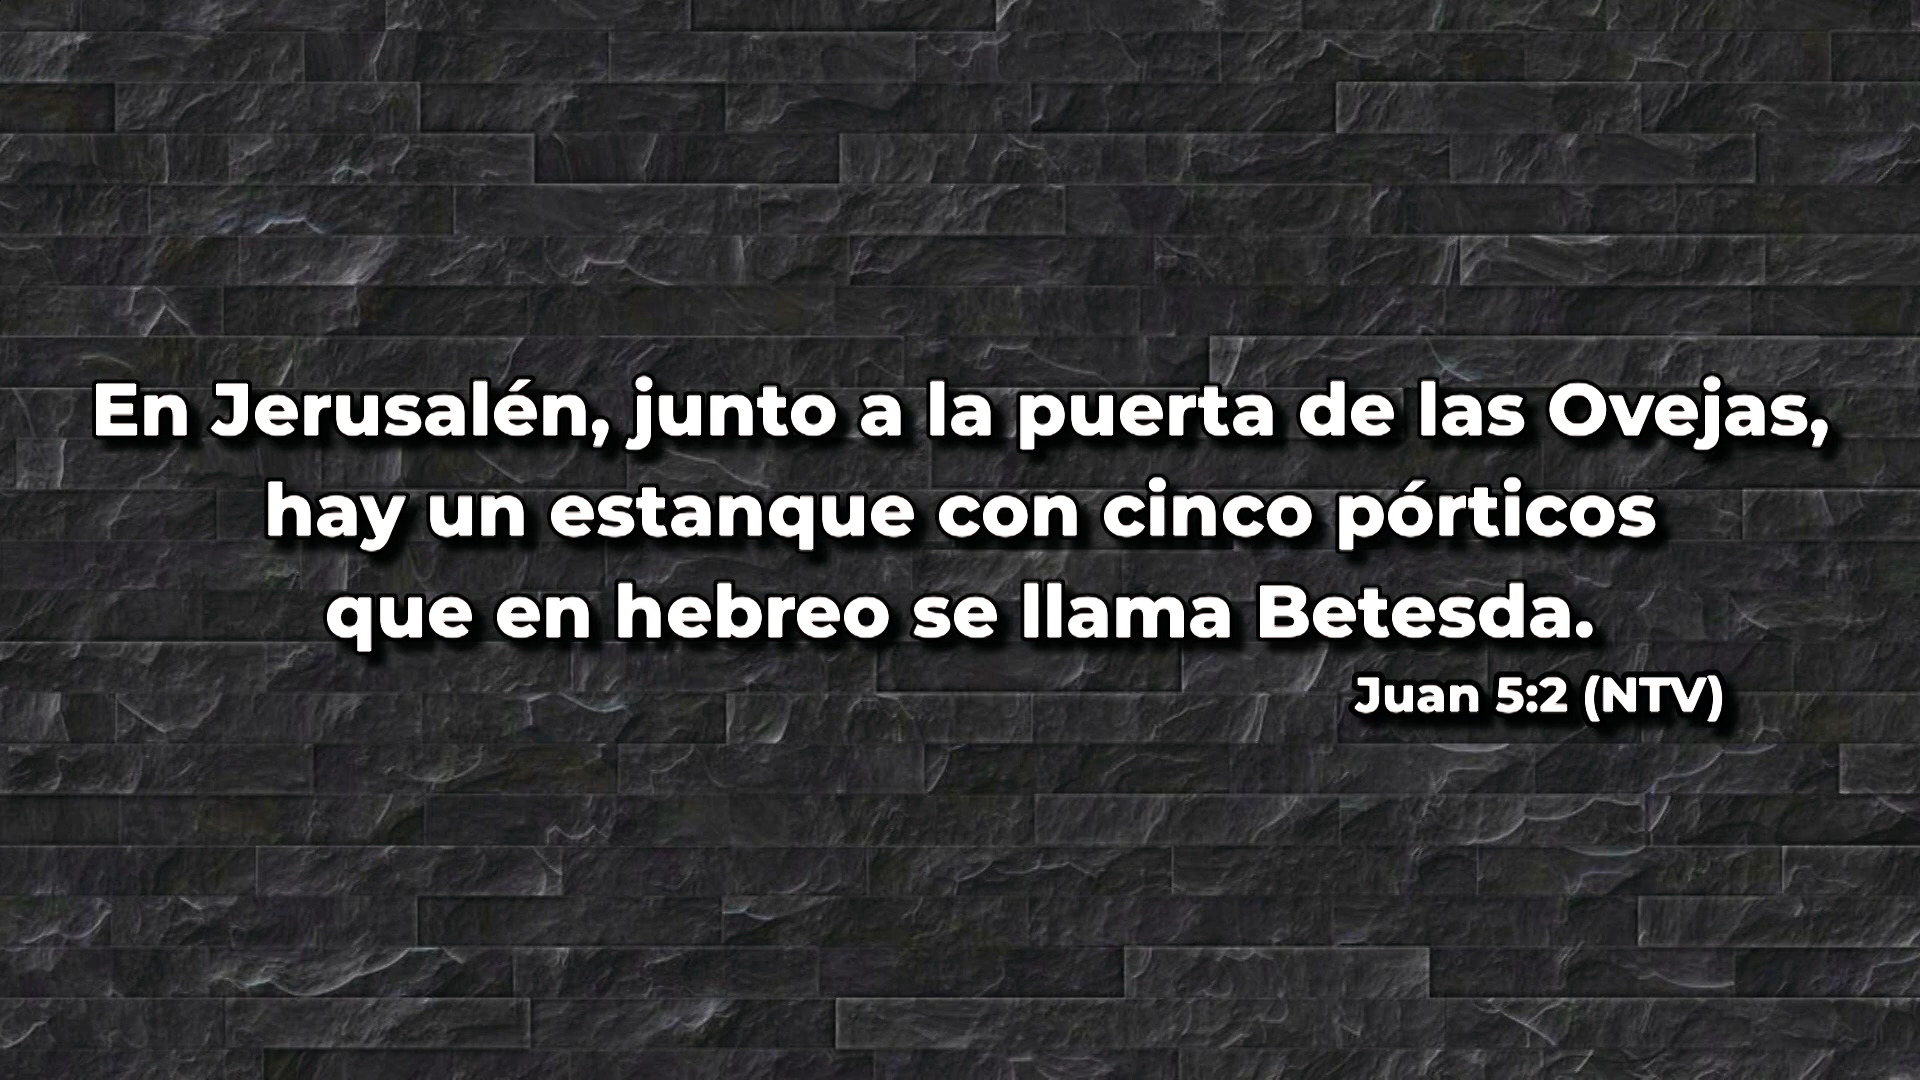 En Jerusalén, junto a la puerta de las Ovejas,
hay un estanque con cinco pórticos
que en hebreo se llama Betesda.
Juan 5:2 (NTV)